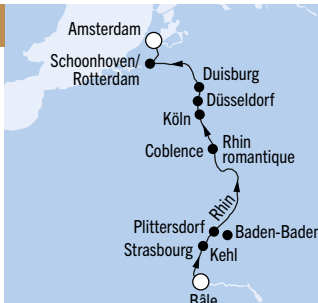 Amsterdam
Schoonhoven/
Rotterdam
Duisburg
Düsseldorf
Köln
Coblence
Rhin
romantique
Rhin
Plittersdorf
Baden-Baden
Strasbourg
Kehl
Bâle